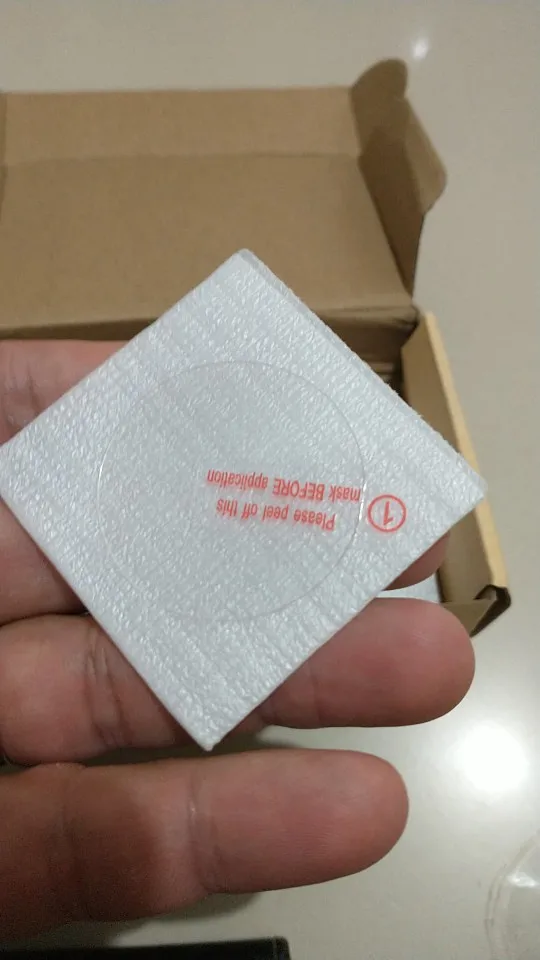 1
Please peel off this
mask BEFORE application